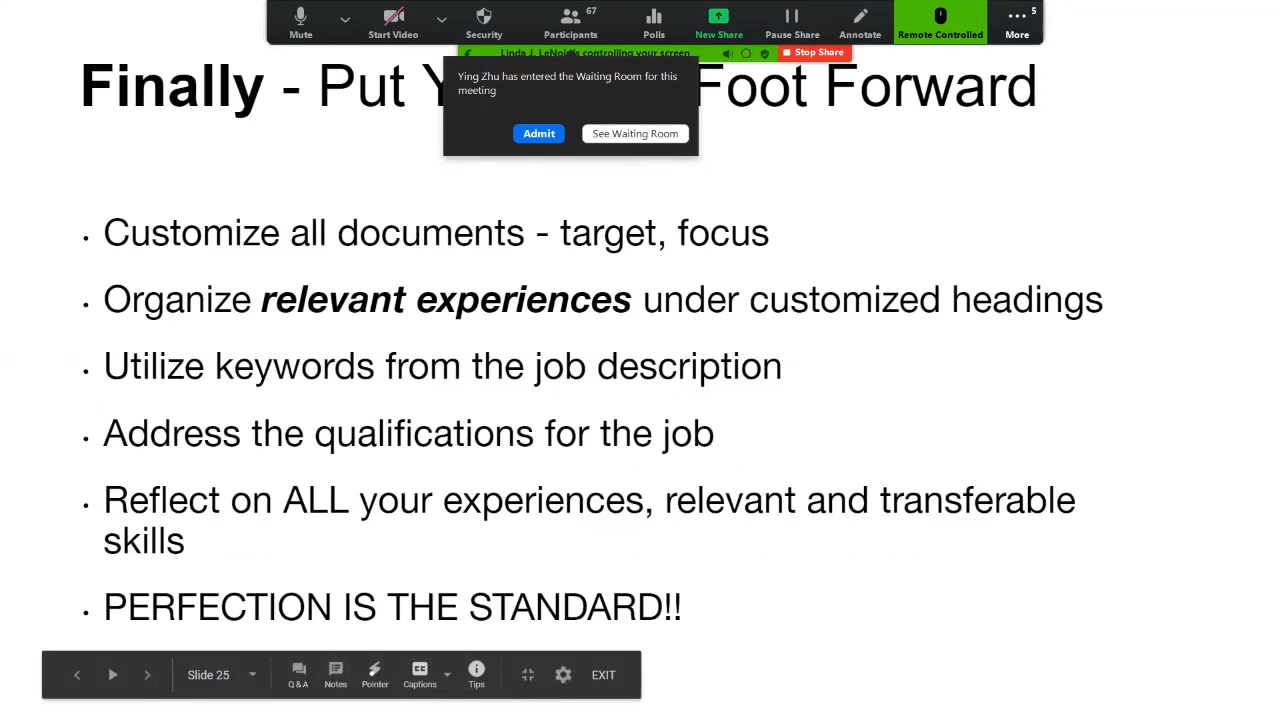 67
5
Mute
Start Video
Security
Participants
Polls
New Share
Pause Share
Annotate
Remote Controlled
More
controlling your screen
Stop Share
Finally - Put Foot Forward
Ying Zhu has entered the Waiting Room for this
meeting
Admit
See Waiting Room
• Customize all documents - target, focus
• Organize relevant experiences under customized headings
• Utilize keywords from the job description
• Address the qualifications for the job
• Reflect on ALL your experiences, relevant and transferable
skills
• PERFECTION IS THE STANDARD!!
Slide 25
Q & A
Notes
Pointer
Captions
Tips
EXIT